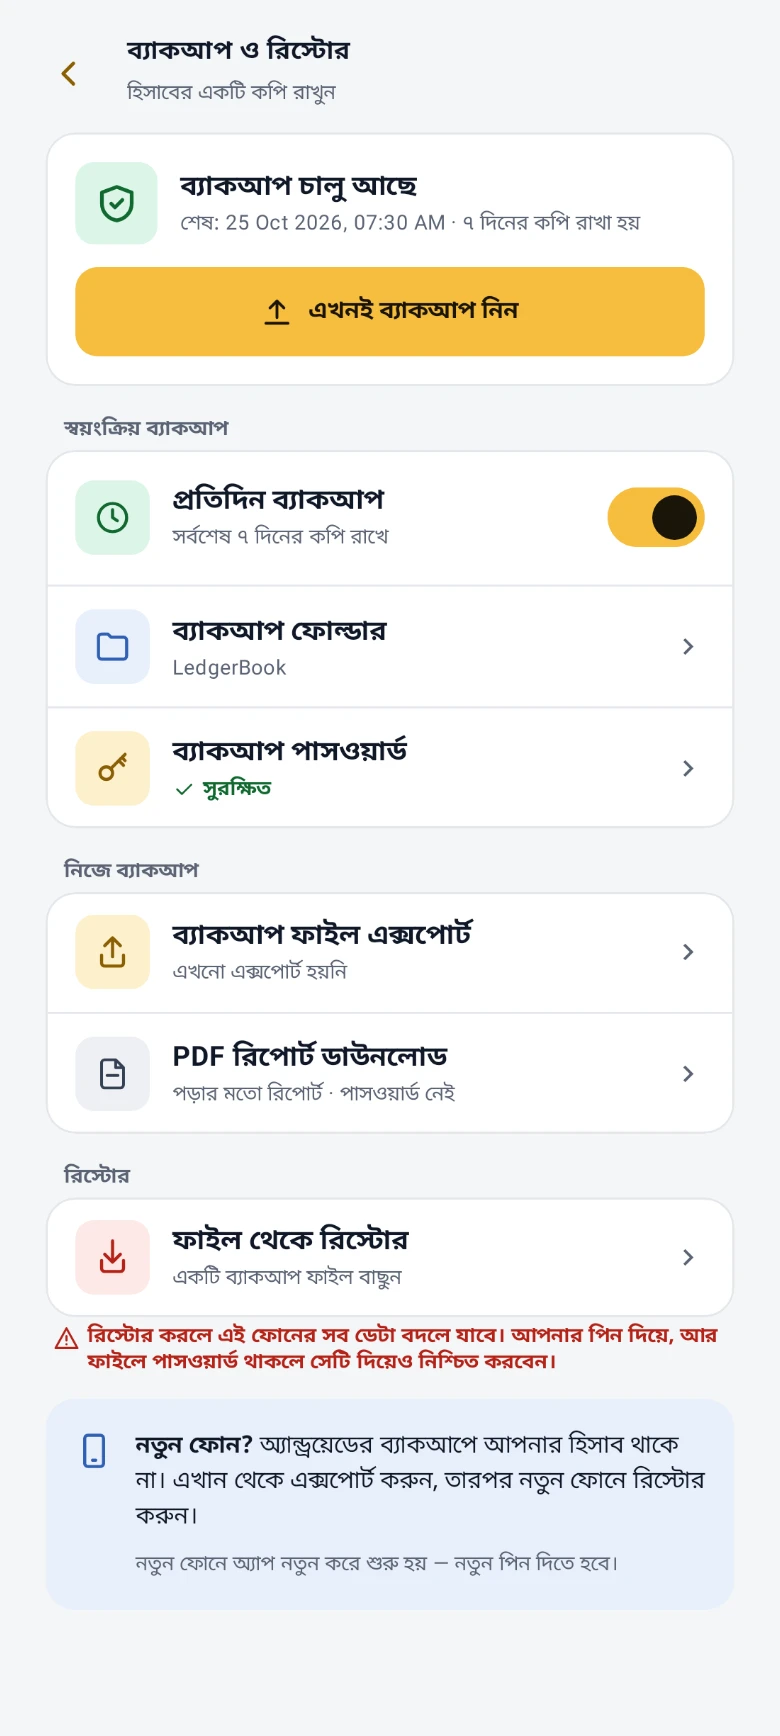 ব্যাকআপ ও রিস্টোর
হিসাবের একটি কপি রাখুন
ব্যাকআপ চালু আছে
শেষ: 25 Oct 2026, 07:30 AM · ৭ দিনের কপি রাখা হয়
এখনই ব্যাকআপ নিন
স্বয়ংক্রিয় ব্যাকআপ
প্রতিদিন ব্যাকআপ
সর্বশেষ ৭ দিনের কপি রাখে
ব্যাকআপ ফোল্ডার
LedgerBook
ব্যাকআপ পাসওয়ার্ড
সুরক্ষিত
নিজে ব্যাকআপ
ব্যাকআপ ফাইল এক্সপোর্ট
এখনো এক্সপোর্ট হয়নি
PDF রিপোর্ট ডাউনলোড
পড়ার মতো রিপোর্ট · পাসওয়ার্ড নেই
রিস্টোর
ফাইল থেকে রিস্টোর
একটি ব্যাকআপ ফাইল বাছুন
রিস্টোর করলে এই ফোনের সব ডেটা বদলে যাবে। আপনার পিন দিয়ে, আর
ফাইলে পাসওয়ার্ড থাকলে সেটি দিয়েও নিশ্চিত করবেন।
নতুন ফোন? অ্যান্ড্রয়েডের ব্যাকআপে আপনার হিসাব থাকে
না। এখান থেকে এক্সপোর্ট করুন, তারপর নতুন ফোনে রিস্টোর
করুন।
নতুন ফোনে অ্যাপ নতুন করে শুরু হয় — নতুন পিন দিতে হবে।